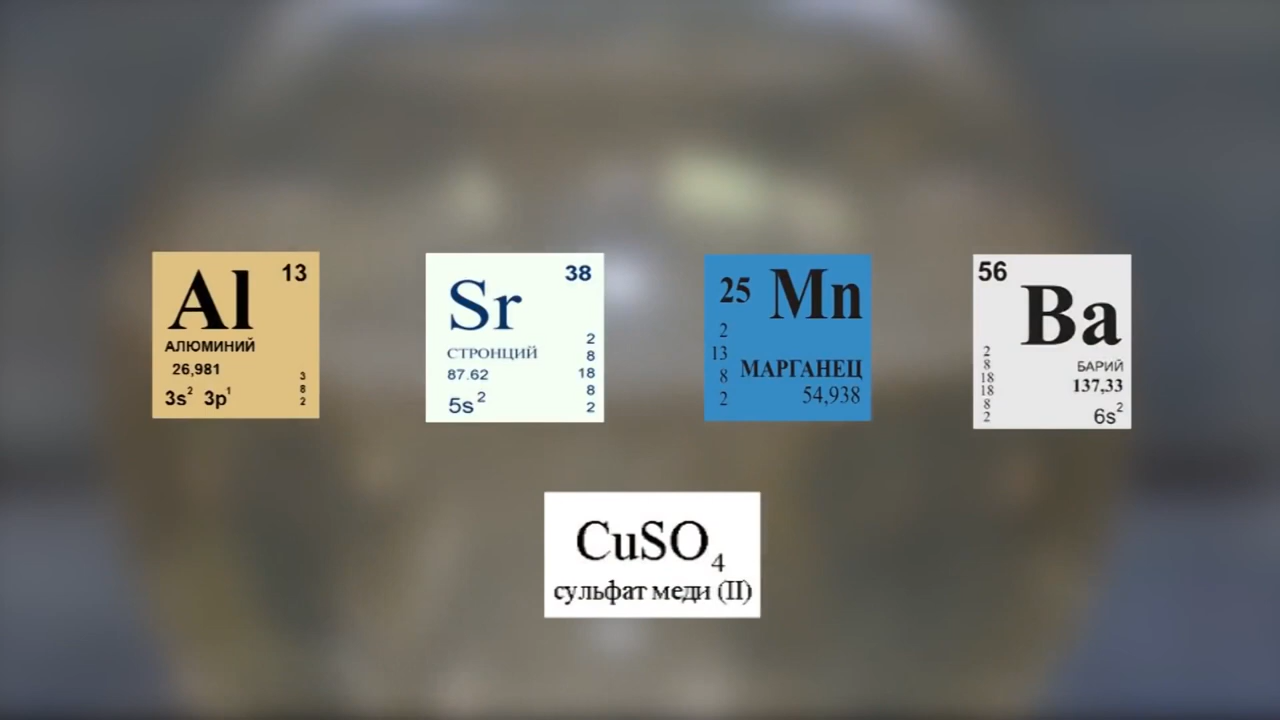 Al 13
АЛЮМИНИЙ
26,981
3s² 3p¹
3
8
2
Sr 38
СТРОНЦИЙ
87.62
5s²
2
8
18
8
2
25 Mn
2
13
8
2
МАРГАНЕЦ
54,938
56
Ba
2
8
18
18
8
2
БАРИЙ
137,33
6s²
CuSO₄
сульфат меди (II)